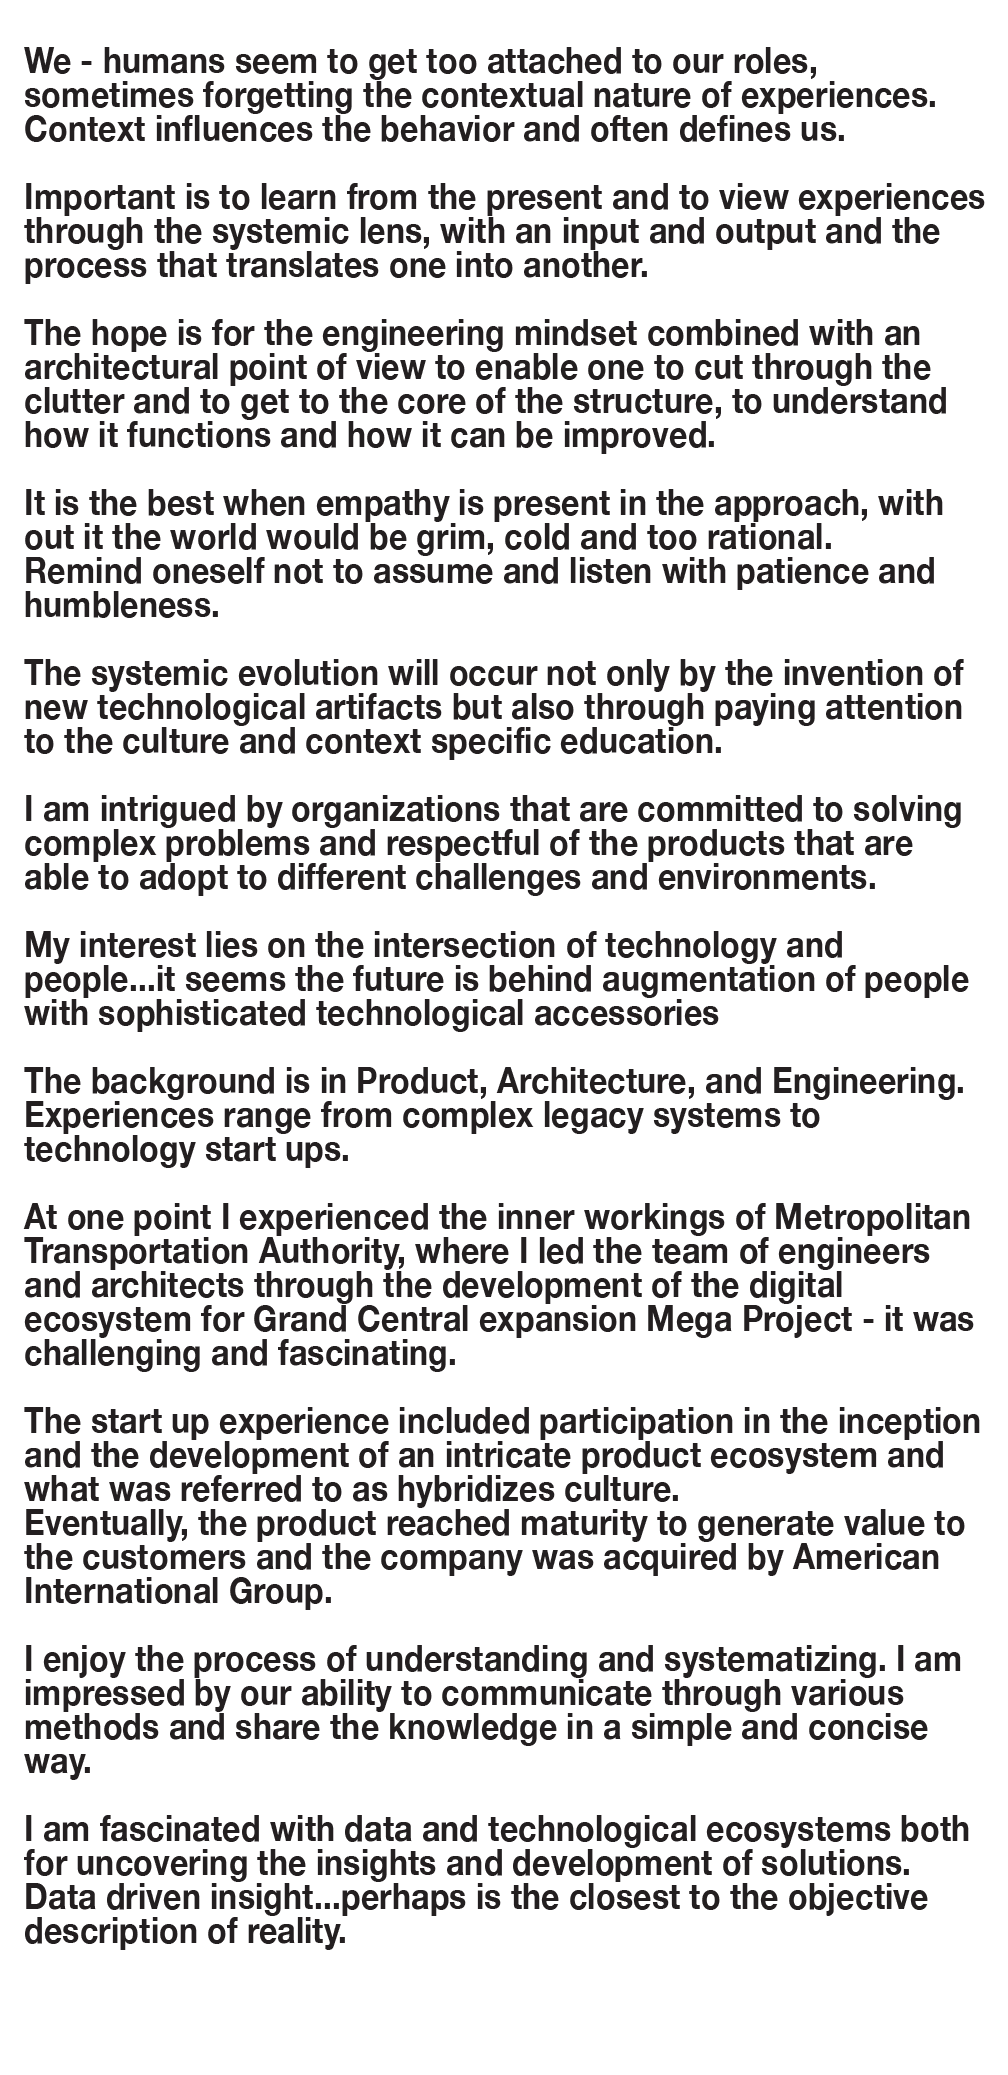 We - humans seem to get too attached to our roles,
sometimes forgetting the contextual nature of experiences.
Context influences the behavior and often defines us.
Important is to learn from the present and to view experiences
through the systemic lens, with an input and output and the
process that translates one into another.
The hope is for the engineering mindset combined with an
architectural point of view to enable one to cut through the
clutter and to get to the core of the structure, to understand
how it functions and how it can be improved.
It is the best when empathy is present in the approach, with
out it the world would be grim, cold and too rational.
Remind oneself not to assume and listen with patience and
humbleness.
The systemic evolution will occur not only by the invention of
new technological artifacts but also through paying attention
to the culture and context specific education.
I am intrigued by organizations that are committed to solving
complex problems and respectful of the products that are
able to adopt to different challenges and environments.
My interest lies on the intersection of technology and
people...it seems the future is behind augmentation of people
with sophisticated technological accessories
The background is in Product, Architecture, and Engineering.
Experiences range from complex legacy systems to
technology start ups.
At one point I experienced the inner workings of Metropolitan
Transportation Authority, where I led the team of engineers
and architects through the development of the digital
ecosystem for Grand Central expansion Mega Project - it was
challenging and fascinating.
The start up experience included participation in the inception
and the development of an intricate product ecosystem and
what was referred to as hybridizes culture.
Eventually, the product reached maturity to generate value to
the customers and the company was acquired by American
International Group.
I enjoy the process of understanding and systematizing. I am
impressed by our ability to communicate through various
methods and share the knowledge in a simple and concise
way.
I am fascinated with data and technological ecosystems both
for uncovering the insights and development of solutions.
Data driven insight...perhaps is the closest to the objective
description of reality.